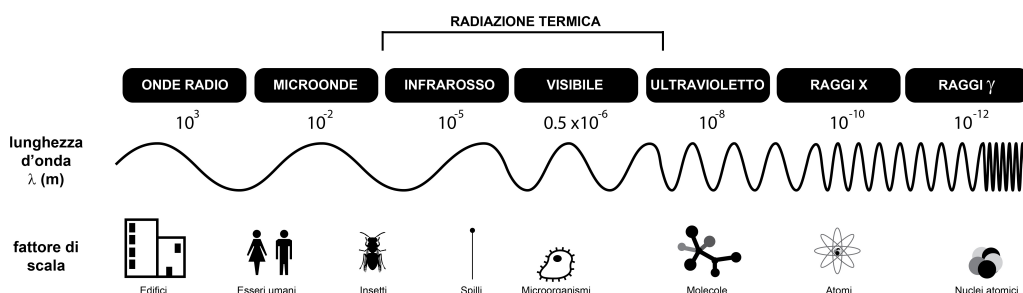 RADIAZIONE TERMICA
ONDE RADIO MICROONDE INFRAROSSO VISIBILE ULTRAVIOLETTO RAGGI X RAGGI γ
10³ 10⁻² 10⁻⁵ 0.5 x10⁻⁶ 10⁻⁸ 10⁻¹⁰ 10⁻¹²
lunghezza
d'onda
λ (m)
fattore di
scala
Edifici Esseri umani Insetti Spilli Microorganismi Molecole Atomi Nuclei atomici